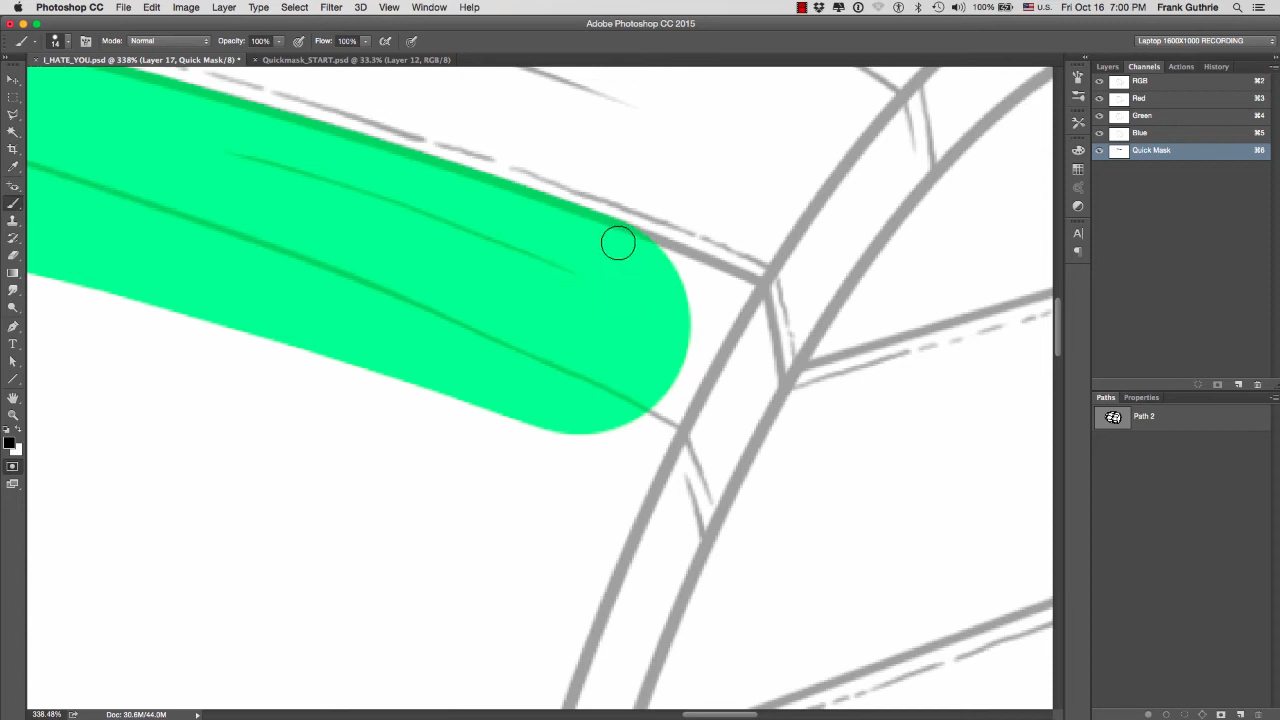 Photoshop CC File Edit Image Layer Type Select Filter 3D View Window Help 100% U.S. Fri Oct 16 7:00 PM Frank Guthrie
Adobe Photoshop CC 2015
14 Mode: Normal Opacity: 100% Flow: 100% Laptop 1600X1000 RECORDING
× I_HATE_YOU.psd @ 338% (Layer 17, Quick Mask/8) * × Quickmask_START.psd @ 33.3% (Layer 12, RGB/8)
Layers Channels Actions History
RGB ⌘2
Red ⌘3
Green ⌘4
Blue ⌘5
Quick Mask ⌘6
Paths Properties
Path 2
338.48% Doc: 30.6M/44.0M